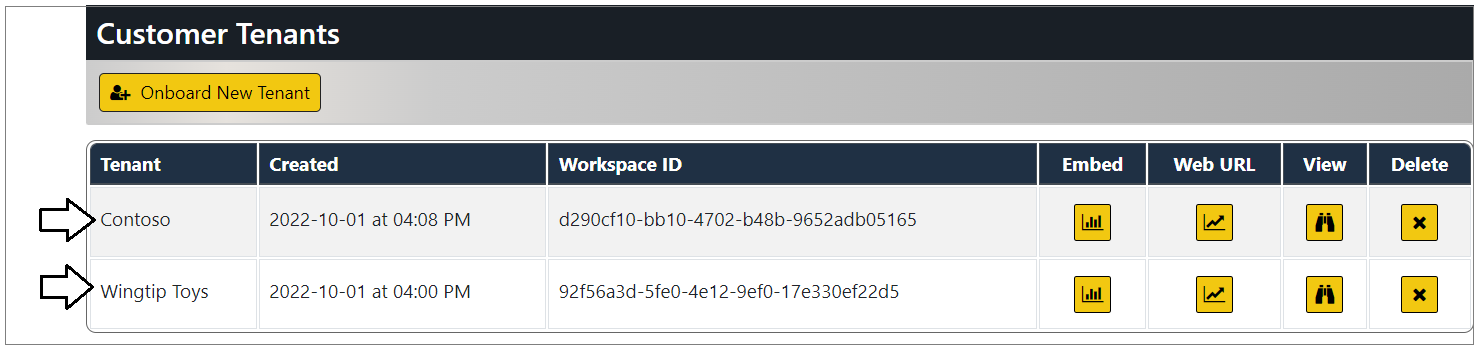 Customer Tenants
Onboard New Tenant
Tenant Created Workspace ID Embed Web URL View Delete
Contoso 2022-10-01 at 04:08 PM d290cf10-bb10-4702-b48b-9652adb05165
Wingtip Toys 2022-10-01 at 04:00 PM 92f56a3d-5fe0-4e12-9ef0-17e330ef22d5